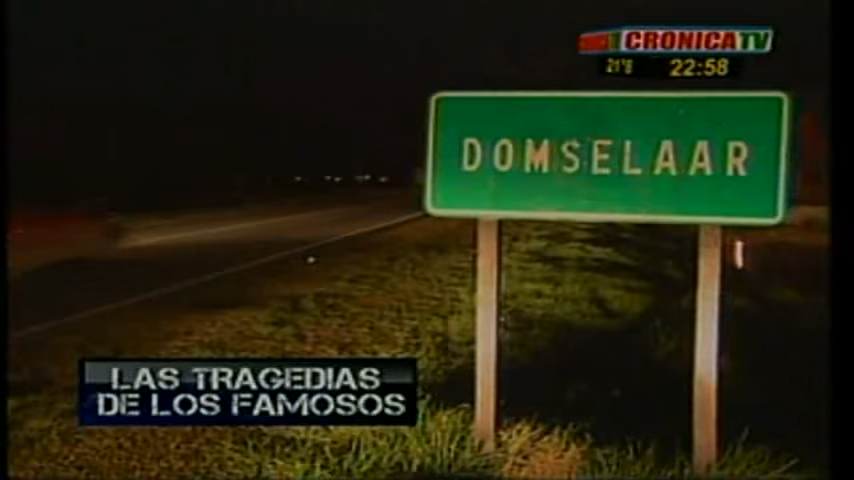 CRONICATV
21°8 22:58
DOMSELAAR
LAS TRAGEDIAS
DE LOS FAMOSOS